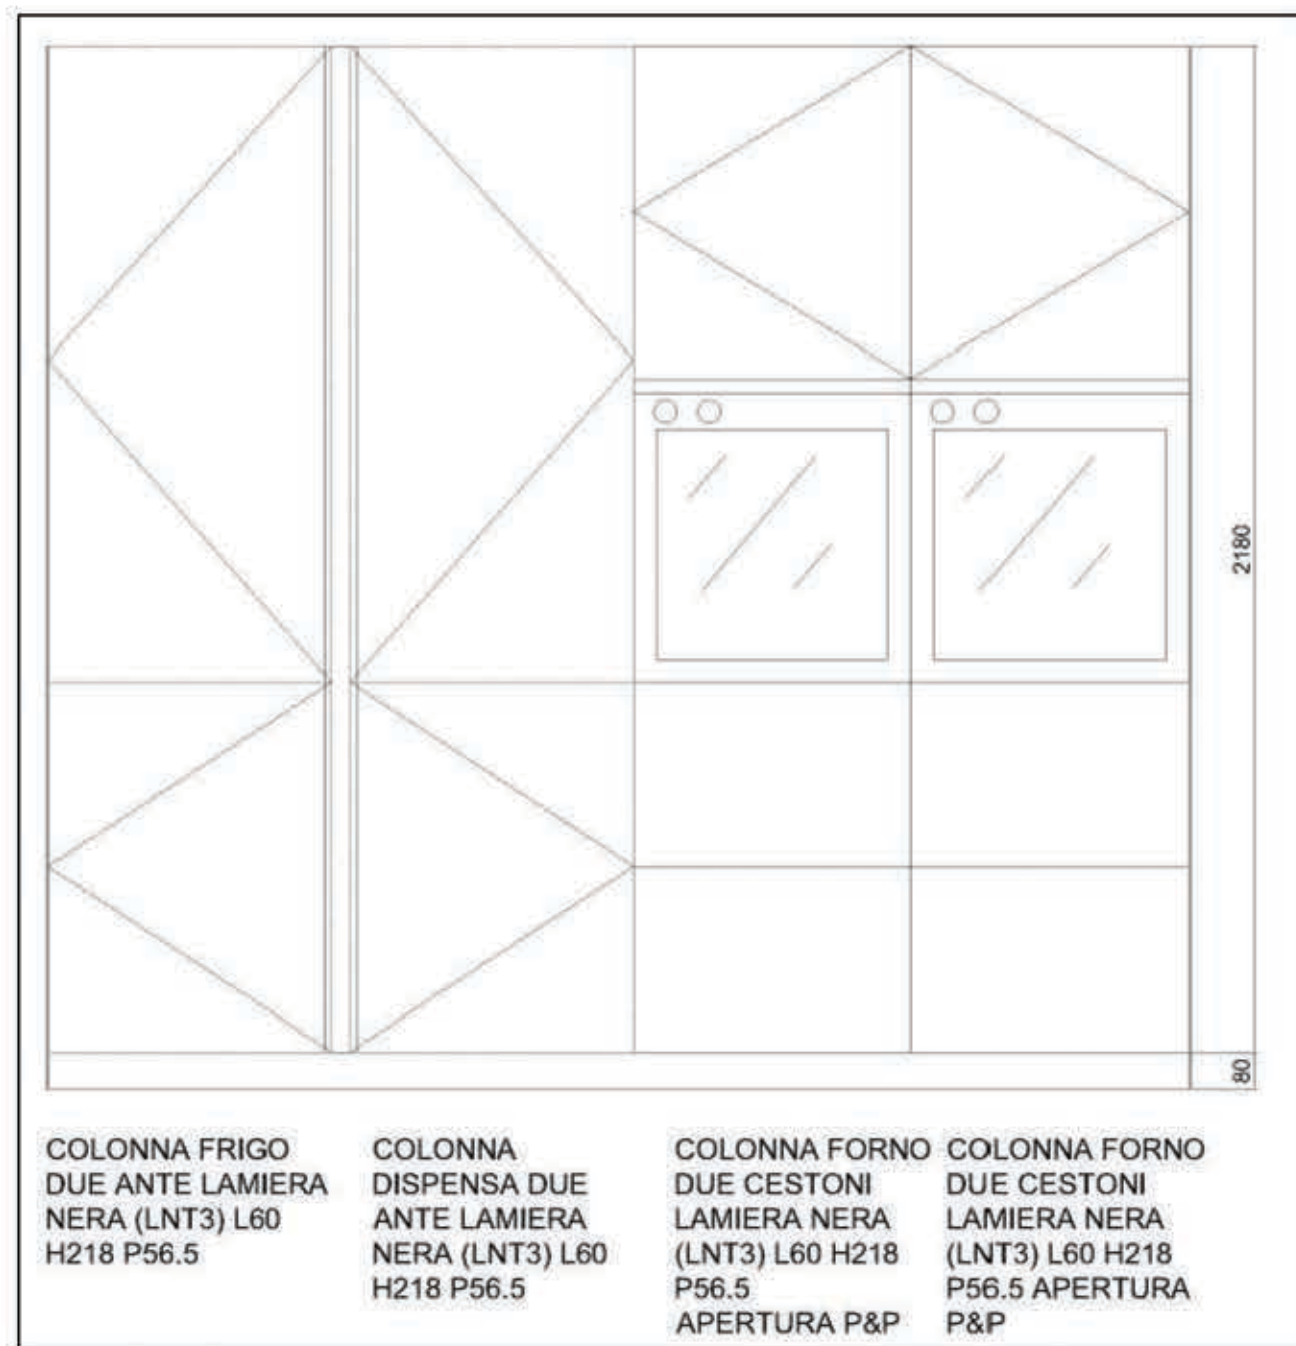 2180
80
COLONNA FRIGO
DUE ANTE LAMIERA
NERA (LNT3) L60
H218 P56.5
COLONNA
DISPENSA DUE
ANTE LAMIERA
NERA (LNT3) L60
H218 P56.5
COLONNA FORNO
DUE CESTONI
LAMIERA NERA
(LNT3) L60 H218
P56.5
APERTURA P&P
COLONNA FORNO
DUE CESTONI
LAMIERA NERA
(LNT3) L60 H218
P56.5 APERTURA
P&P